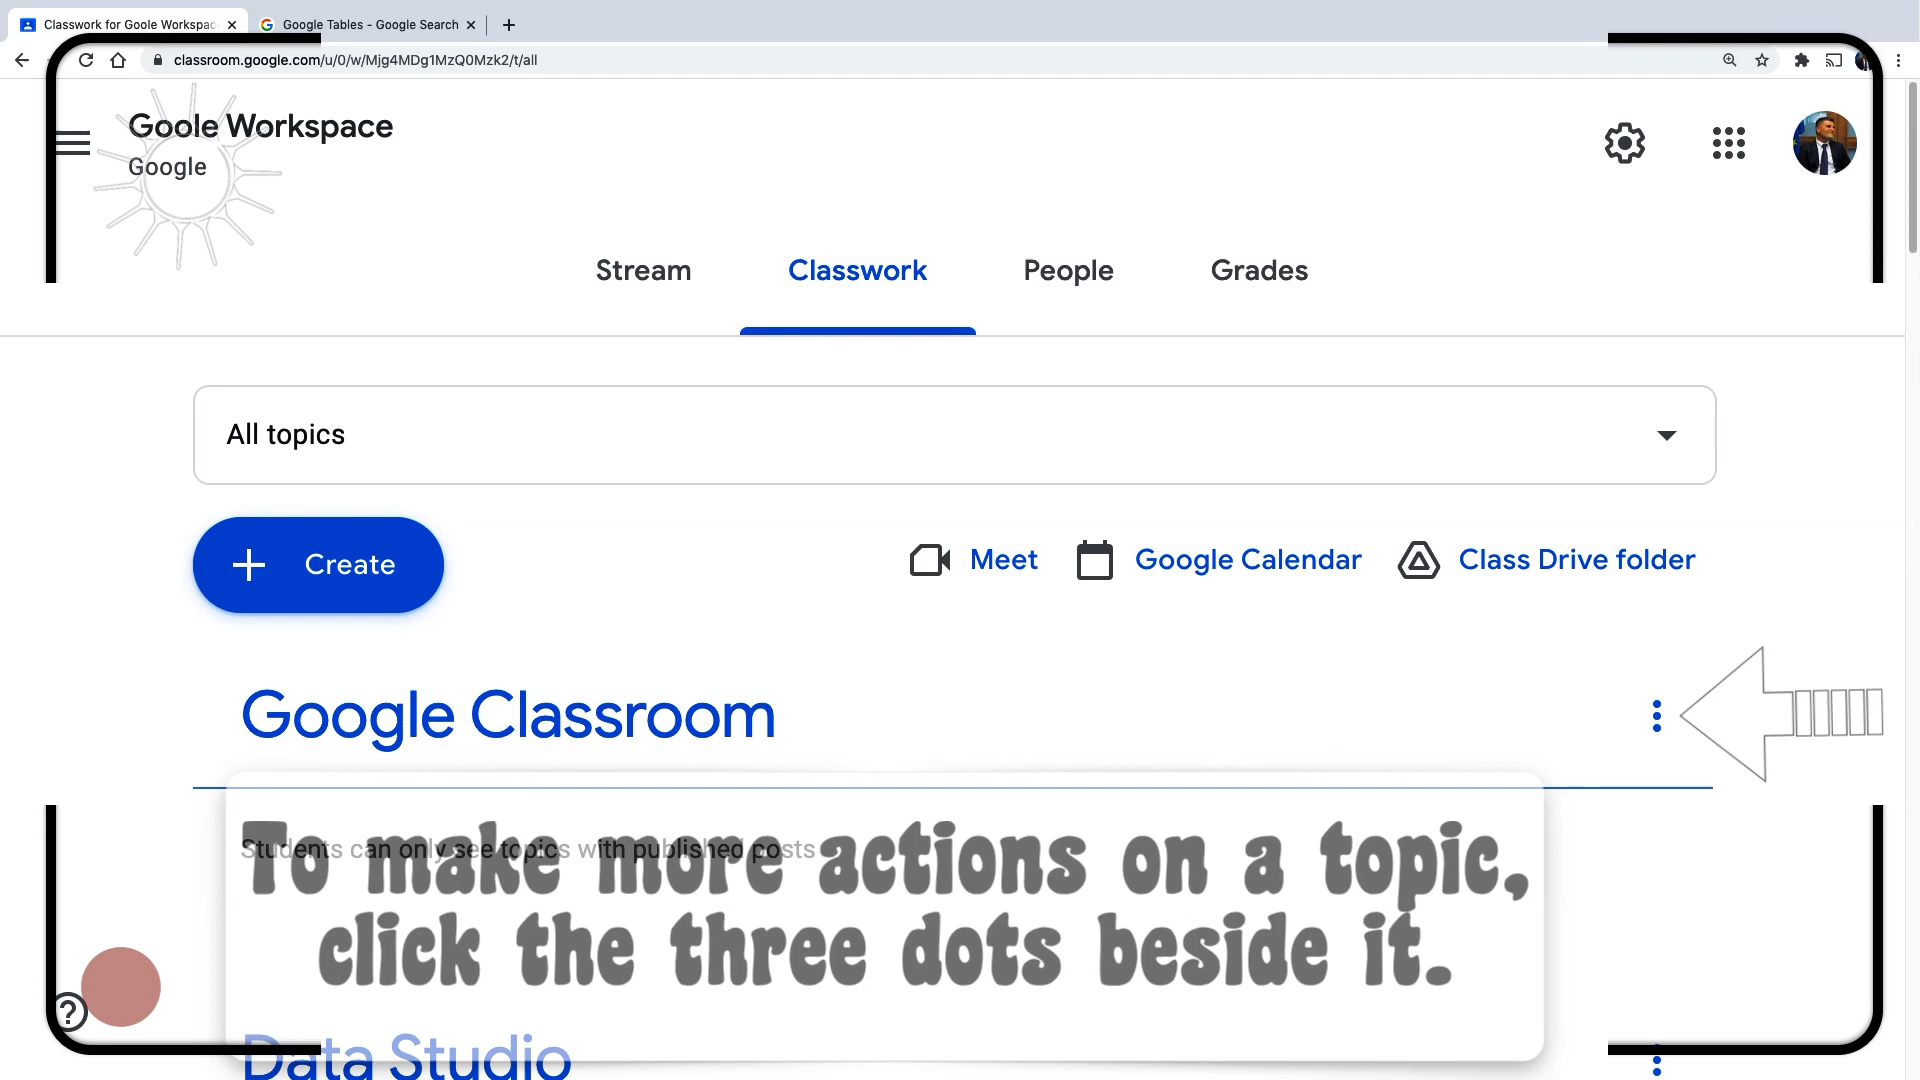 Classwork for Goole Workspac
Google Tables - Google Search
classroom.google.com/u/0/w/Mjg4MDg1MzQ0Mzk2/t/all
Goole Workspace
Google
Stream Classwork People Grades
All topics
Create
Meet Google Calendar Class Drive folder
Google Classroom
Students can only see topics with published posts
To make more actions on a topic,
click the three dots beside it.
Data Studio